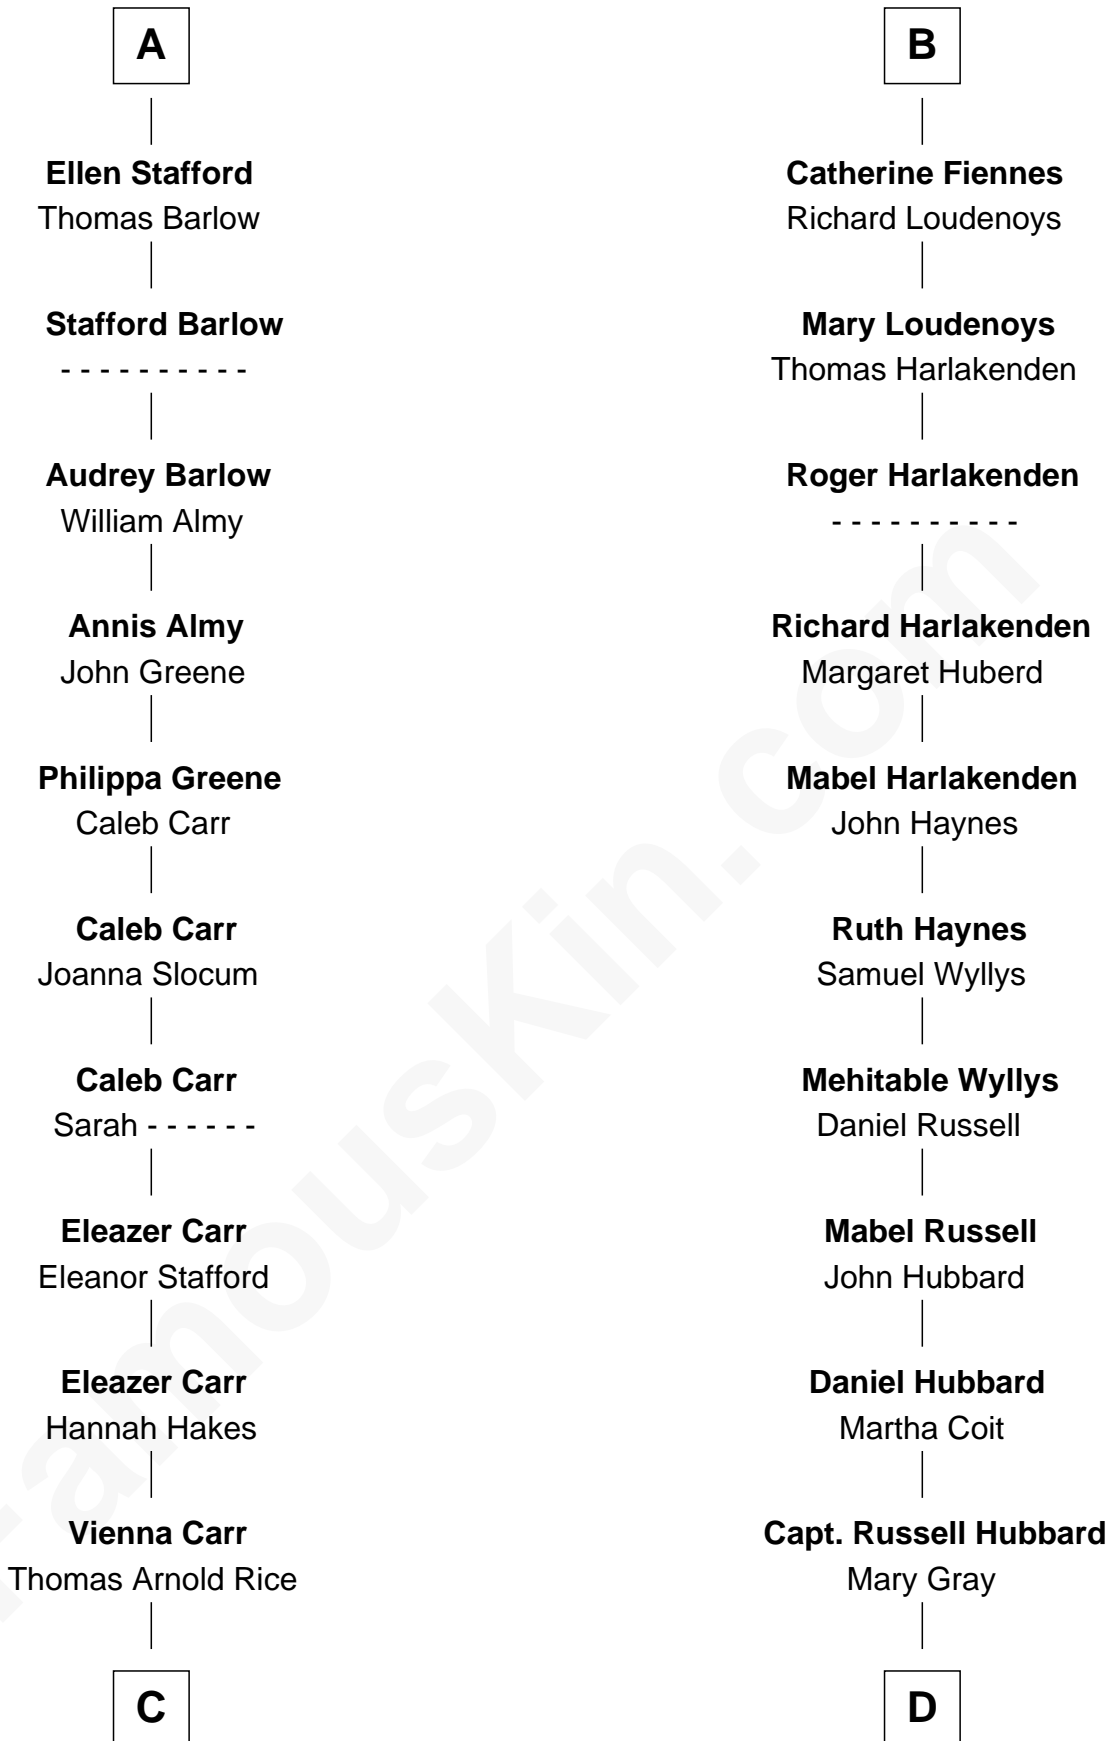 A
Ellen Stafford
Thomas Barlow
Stafford Barlow
- - - - - - - - - -
Audrey Barlow
William Almy
Annis Almy
John Greene
Philippa Greene
Caleb Carr
Caleb Carr
Joanna Slocum
Caleb Carr
Sarah - - - - - -
Eleazer Carr
Eleanor Stafford
Eleazer Carr
Hannah Hakes
Vienna Carr
Thomas Arnold Rice
C
B
Catherine Fiennes
Richard Loudenoys
Mary Loudenoys
Thomas Harlakenden
Roger Harlakenden
- - - - - - - - - -
Richard Harlakenden
Margaret Huberd
Mabel Harlakenden
John Haynes
Ruth Haynes
Samuel Wyllys
Mehitable Wyllys
Daniel Russell
Mabel Russell
John Hubbard
Daniel Hubbard
Martha Coit
Capt. Russell Hubbard
Mary Gray
D
FamousKin.com